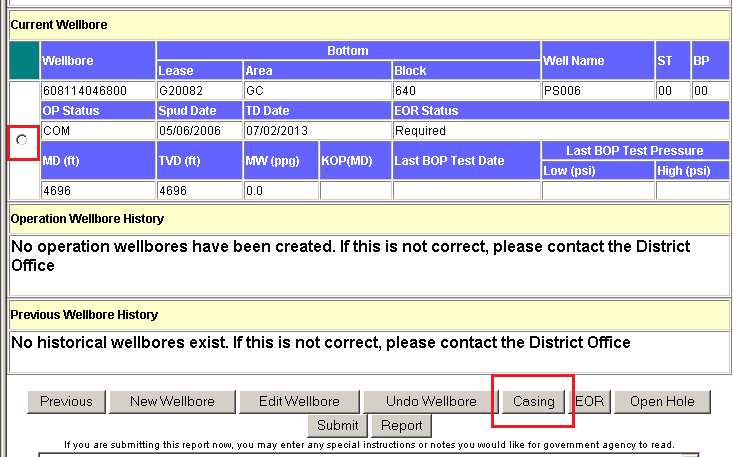 Current Wellbore
Wellbore Bottom Well Name ST BP
Lease Area Block
608114046800 G20082 GC 640 PS006 00 00
OP Status Spud Date TD Date EOR Status
COM 05/06/2006 07/02/2013 Required
MD (ft) TVD (ft) MW (ppg) KOP(MD) Last BOP Test Date Last BOP Test Pressure
Low (psi) High (psi)
4696 4696 0.0
Operation Wellbore History
No operation wellbores have been created. If this is not correct, please contact the District
Office
Previous Wellbore History
No historical wellbores exist. If this is not correct, please contact the District Office
Previous New Wellbore Edit Wellbore Undo Wellbore Casing EOR Open Hole
Submit Report
If you are submitting this report now, you may enter any special instructions or notes you would like for government agency to read.